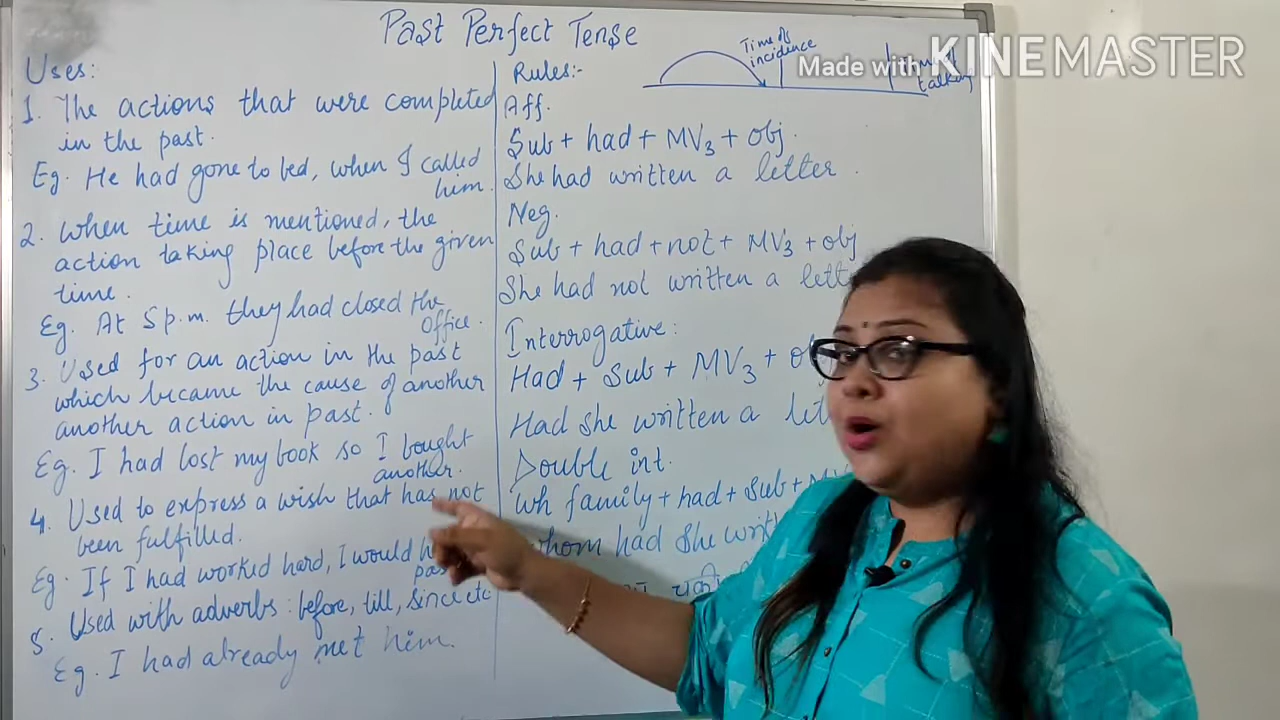 Past Perfect Tense
Uses:
1. The actions that were completed
in the past.
Eg. He had gone to bed, when I called
him.
2. When time is mentioned, the
action taking place before the given
time.
Eg. At 5 p.m. they had closed the
office.
3. Used for an action in the past
which became the cause of another
another action in past.
Eg. I had lost my book so I bought
another.
4. Used to express a wish that has not
been fulfilled.
Eg. If I had worked hard, I would
5. Used with adverbs: before, till, since etc
Eg. I had already met him.
Rules:-
Aff.
Sub + had + MV3 + obj.
She had written a letter.
Neg.
Sub + had + not + MV3 + obj
She had not written a
Interrogative:
Had + Sub + MV3 +
Had she written a
Double int.
Wh family + had + Sub +
whom had she
Time of
incidence
talking
Made with KINEMASTER